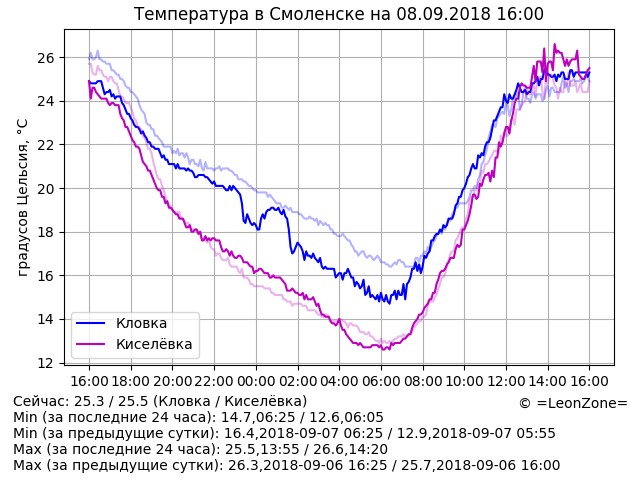 Температура в Смоленске на 08.09.2018 16:00
градусов Цельсия, °C
26
24
22
20
18
16
14
12
Кловка
Киселёвка
16:00 18:00 20:00 22:00 00:00 02:00 04:00 06:00 08:00 10:00 12:00 14:00 16:00
Сейчас: 25.3 / 25.5 (Кловка / Киселёвка)
© =LeonZone=
Min (за последние 24 часа): 14.7,06:25 / 12.6,06:05
Min (за предыдущие сутки): 16.4,2018-09-07 06:25 / 12.9,2018-09-07 05:55
Max (за последние 24 часа): 25.5,13:55 / 26.6,14:20
Max (за предыдущие сутки): 26.3,2018-09-06 16:25 / 25.7,2018-09-06 16:00